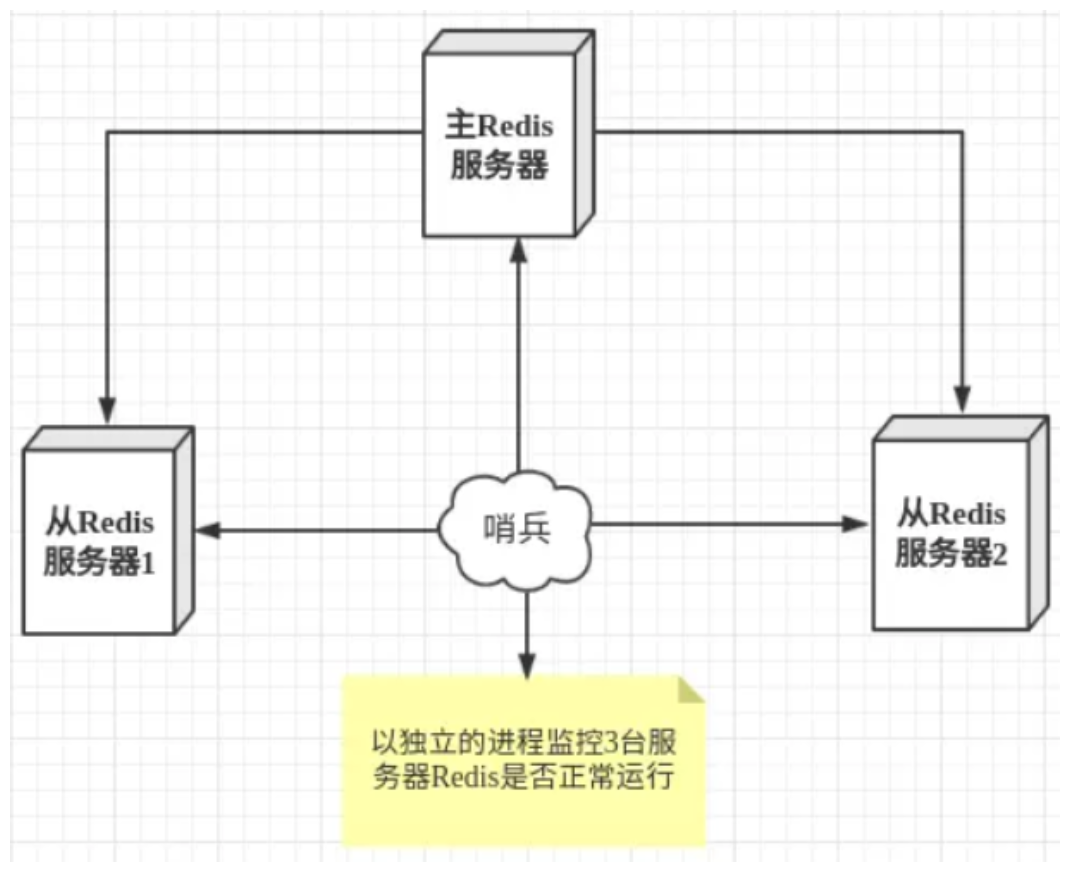 主Redis
服务器
从Redis
服务器1
哨兵
从Redis
服务器2
以独立的进程监控3台服
务器Redis是否正常运行